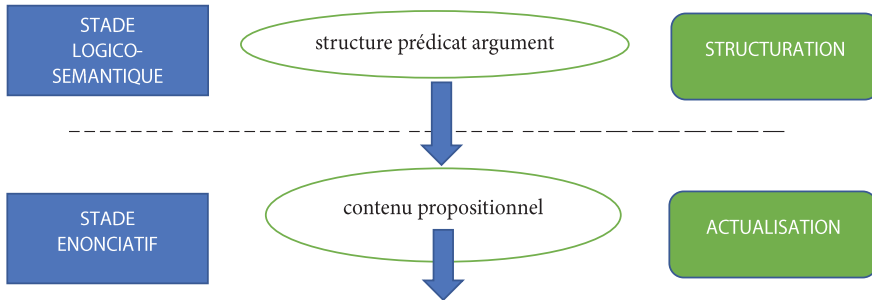 STADE
LOGICO-
SEMANTIQUE
structure prédicat argument
STRUCTURATION
STADE
ENONCIATIF
contenu propositionnel
ACTUALISATION